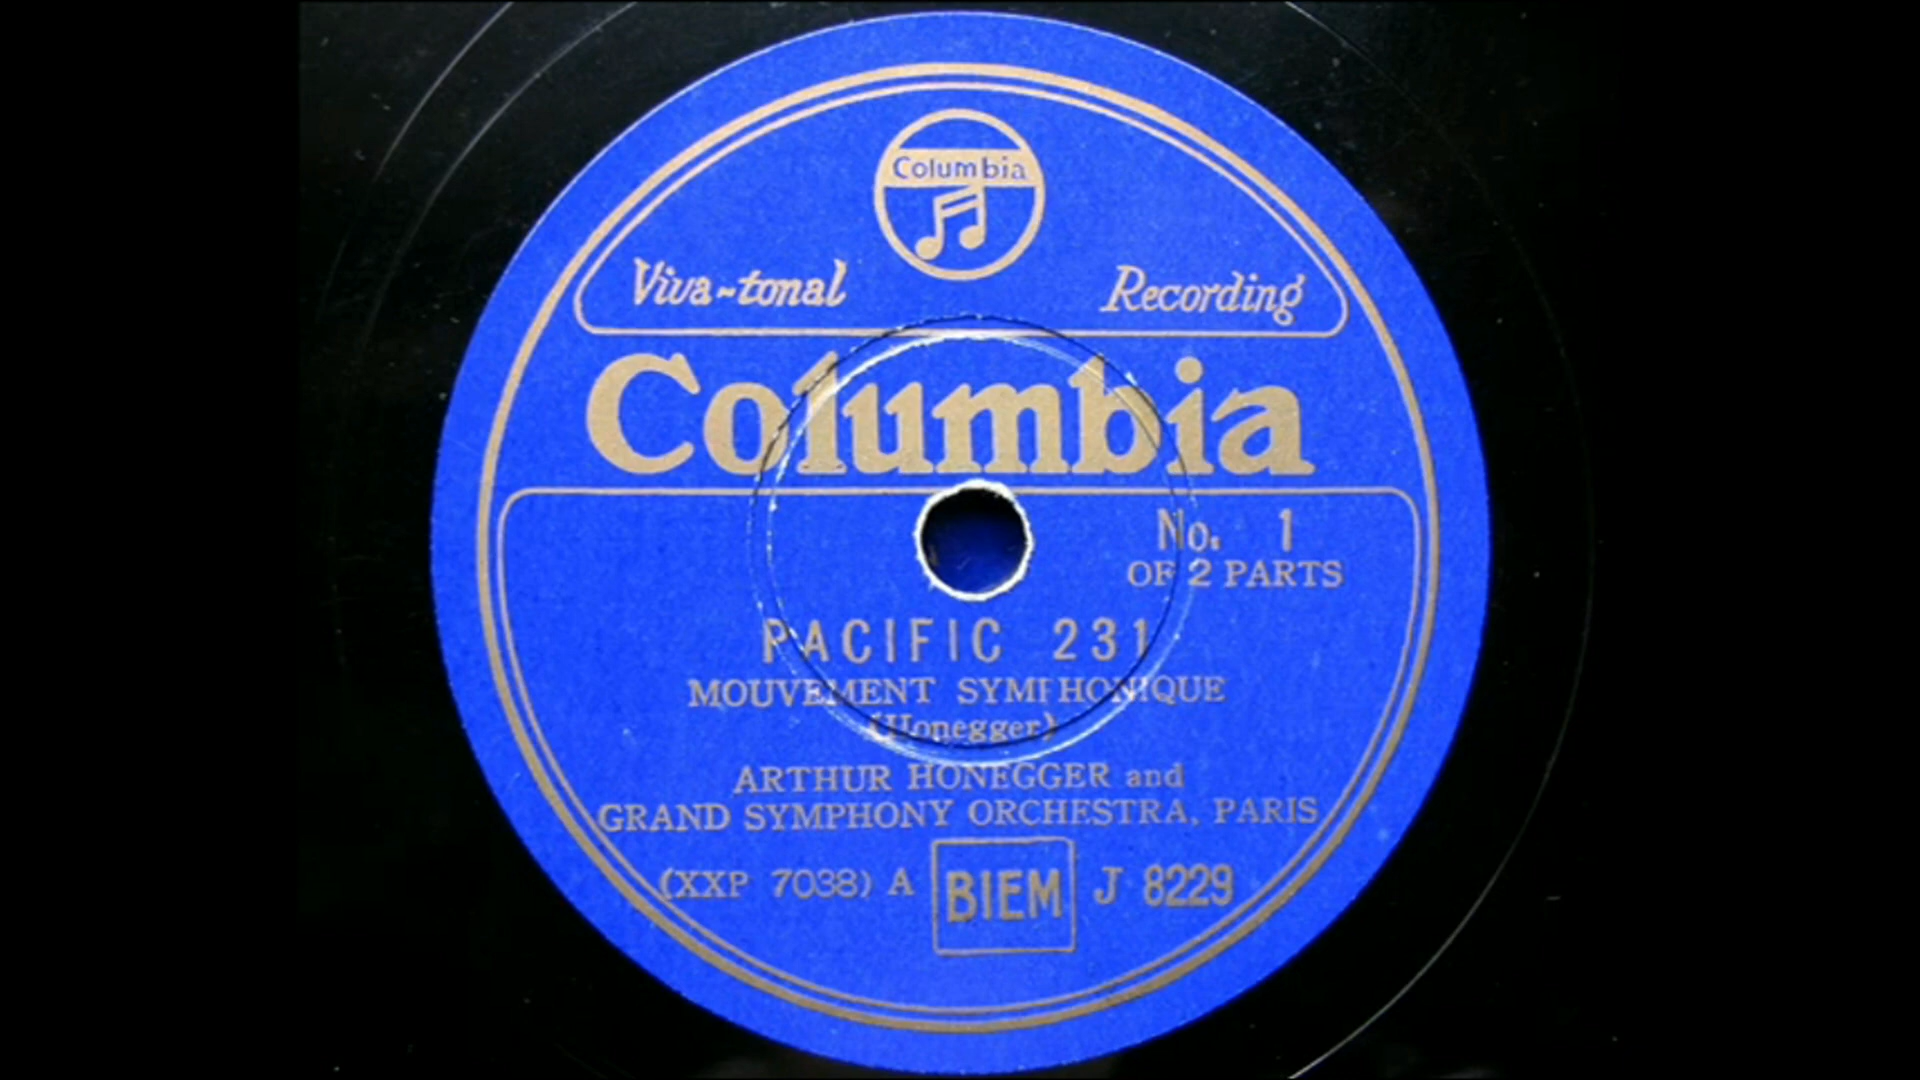 Columbia
Viva-tonal Recording
Columbia
No. 1
OF 2 PARTS
PACIFIC 231
MOUVEMENT SYMPHONIQUE
(Honegger)
ARTHUR HONEGGER and
GRAND SYMPHONY ORCHESTRA, PARIS
(XXP 7038) A BIEM J 8229